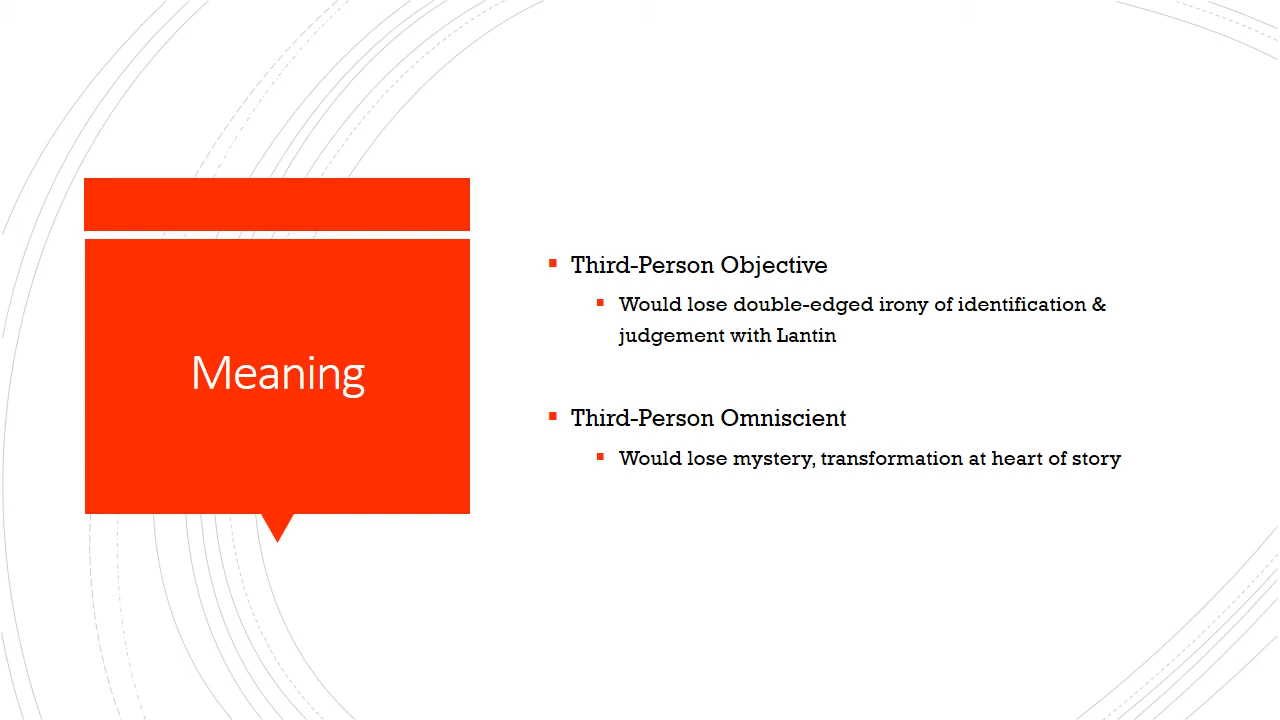 Meaning
Third-Person Objective
Would lose double-edged irony of identification &
judgement with Lantin
Third-Person Omniscient
Would lose mystery, transformation at heart of story